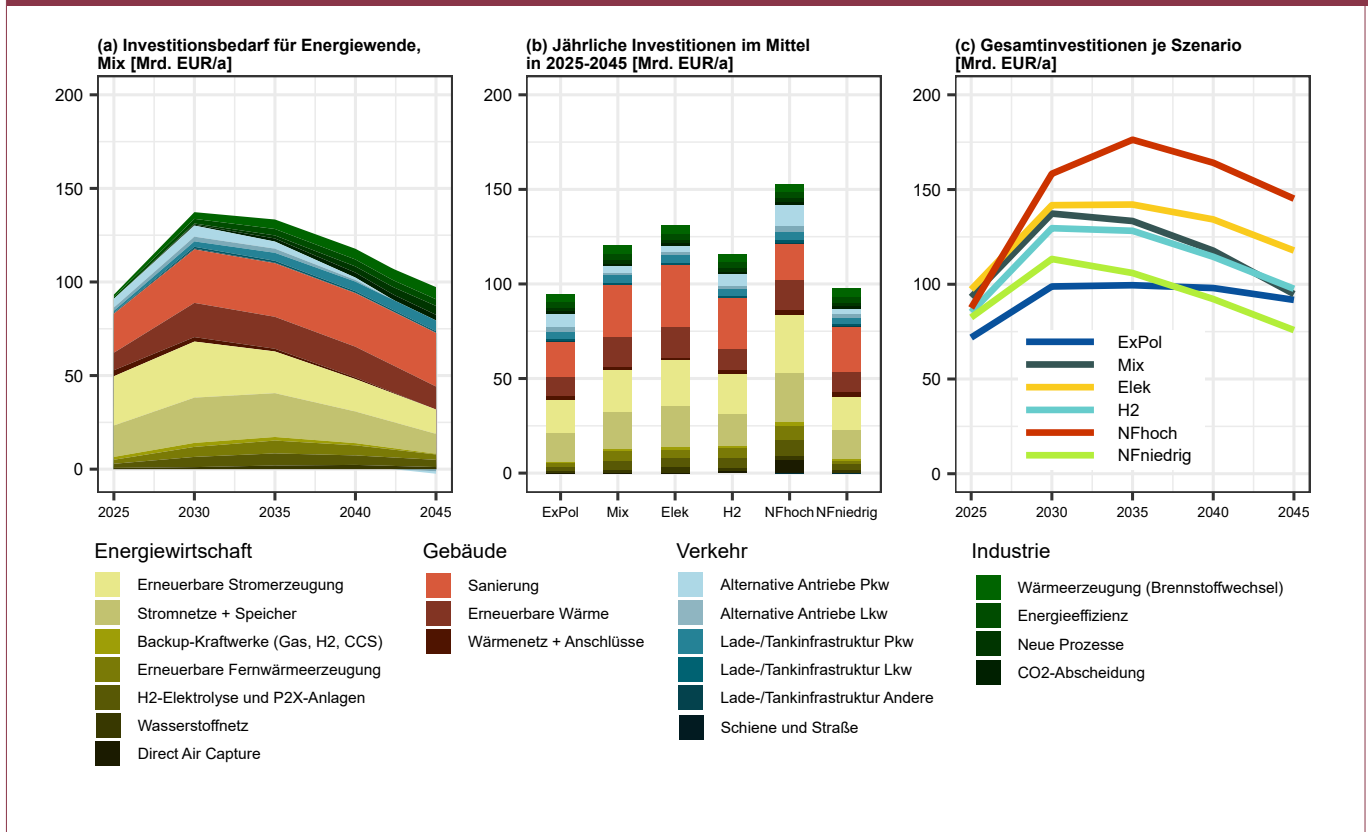 (a) Investitionsbedarf für Energiewende,
Mix [Mrd. EUR/a]
200
150
100
50
0
2025 2030 2035 2040 2045
(b) Jährliche Investitionen im Mittel
in 2025-2045 [Mrd. EUR/a]
200
150
100
50
0
ExPol Mix Elek H2 NFhoch NFniedrig
(c) Gesamtinvestitionen je Szenario
[Mrd. EUR/a]
200
150
100
50
0
ExPol
Mix
Elek
H2
NFhoch
NFniedrig
2025 2030 2035 2040 2045
Energiewirtschaft
Erneuerbare Stromerzeugung
Stromnetze + Speicher
Backup-Kraftwerke (Gas, H2, CCS)
Erneuerbare Fernwärmeerzeugung
H2-Elektrolyse und P2X-Anlagen
Wasserstoffnetz
Direct Air Capture
Gebäude
Sanierung
Erneuerbare Wärme
Wärmenetz + Anschlüsse
Verkehr
Alternative Antriebe Pkw
Alternative Antriebe Lkw
Lade-/Tankinfrastruktur Pkw
Lade-/Tankinfrastruktur Lkw
Lade-/Tankinfrastruktur Andere
Schiene und Straße
Industrie
Wärmeerzeugung (Brennstoffwechsel)
Energieeffizienz
Neue Prozesse
CO2-Abscheidung